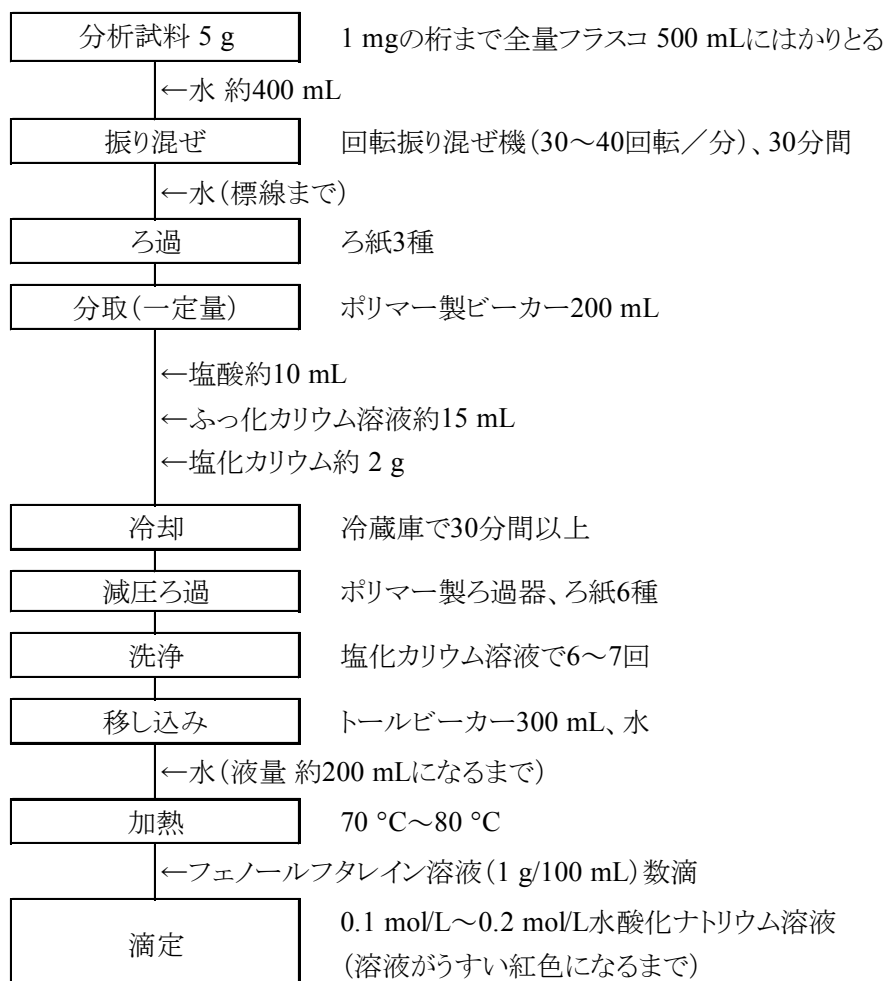 分析試料 5 g 1 mgの桁まで全量フラスコ 500 mLにはかりとる
←水 約400 mL
振り混ぜ 回転振り混ぜ機（30～40回転／分）、30分間
←水（標線まで）
ろ過 ろ紙3種
分取（一定量） ポリマー製ビーカー200 mL
←塩酸約10 mL
←ふっ化カリウム溶液約15 mL
←塩化カリウム約 2 g
冷却 冷蔵庫で30分間以上
減圧ろ過 ポリマー製ろ過器、ろ紙6種
洗浄 塩化カリウム溶液で6～7回
移し込み トールビーカー300 mL、水
←水（液量 約200 mLになるまで）
加熱 70 °C～80 °C
←フェノールフタレイン溶液（1 g/100 mL）数滴
滴定 0.1 mol/L～0.2 mol/L水酸化ナトリウム溶液
（溶液がうすい紅色になるまで）